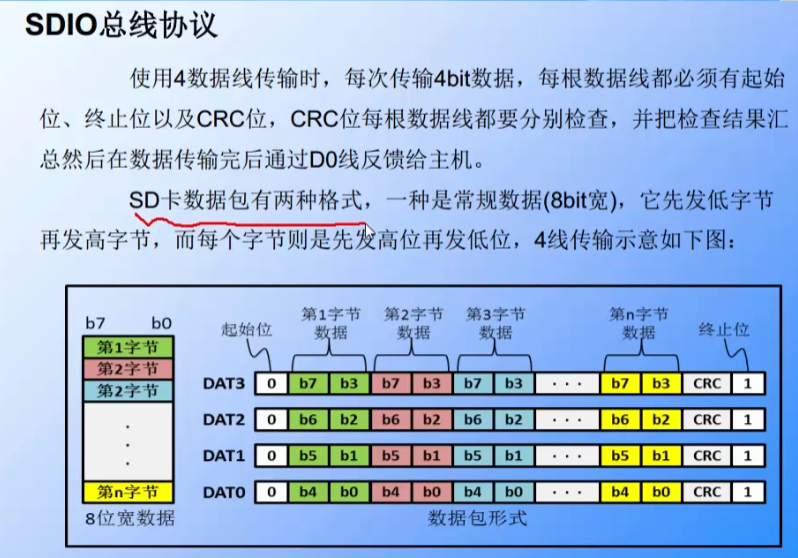 SDIO总线协议
使用4数据线传输时，每次传输4bit数据，每根数据线都必须有起始
位、终止位以及CRC位，CRC位每根数据线都要分别检查，并把检查结果汇
总然后在数据传输完后通过D0线反馈给主机。
SD卡数据包有两种格式，一种是常规数据(8bit宽)，它先发低字节
再发高字节，而每个字节则是先发高位再发低位，4线传输示意如下图：
b7 b0
第1字节
第2字节
第2字节
第n字节
8位宽数据
起始位
第1字节数据
第2字节数据
第3字节数据
第n字节数据
终止位
DAT3 0 b7 b3 b7 b3 b7 b3 ··· b7 b3 CRC 1
DAT2 0 b6 b2 b6 b2 b6 b2 ··· b6 b2 CRC 1
DAT1 0 b5 b1 b5 b1 b5 b1 ··· b5 b1 CRC 1
DAT0 0 b4 b0 b4 b0 b4 b0 ··· b4 b0 CRC 1
数据包形式